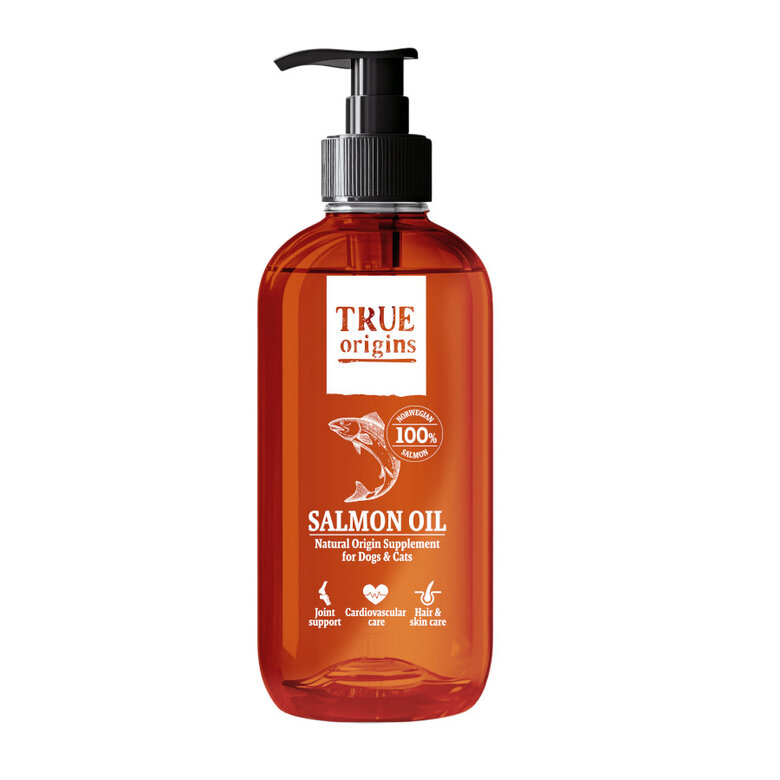 TRUE
origins
NORWEGIAN
100%
SALMON
SALMON OIL
Natural Origin Supplement
for Dogs & Cats
Joint
support
Cardiovascular
care
Hair &
skin care